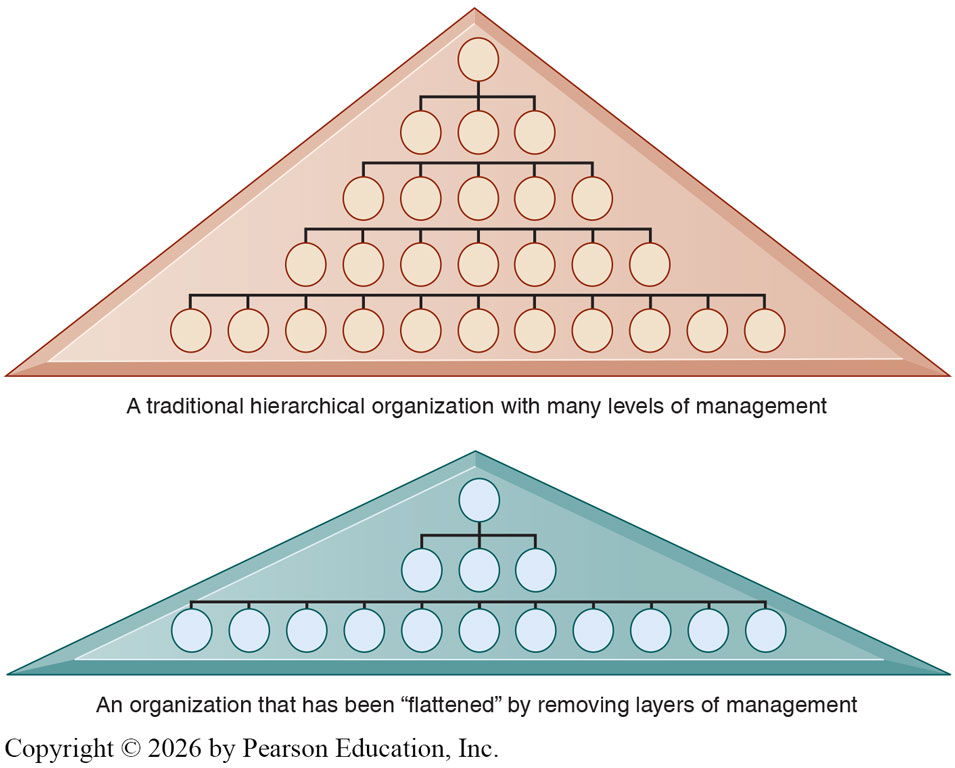 A traditional hierarchical organization with many levels of management
An organization that has been “flattened” by removing layers of management
Copyright © 2026 by Pearson Education, Inc.